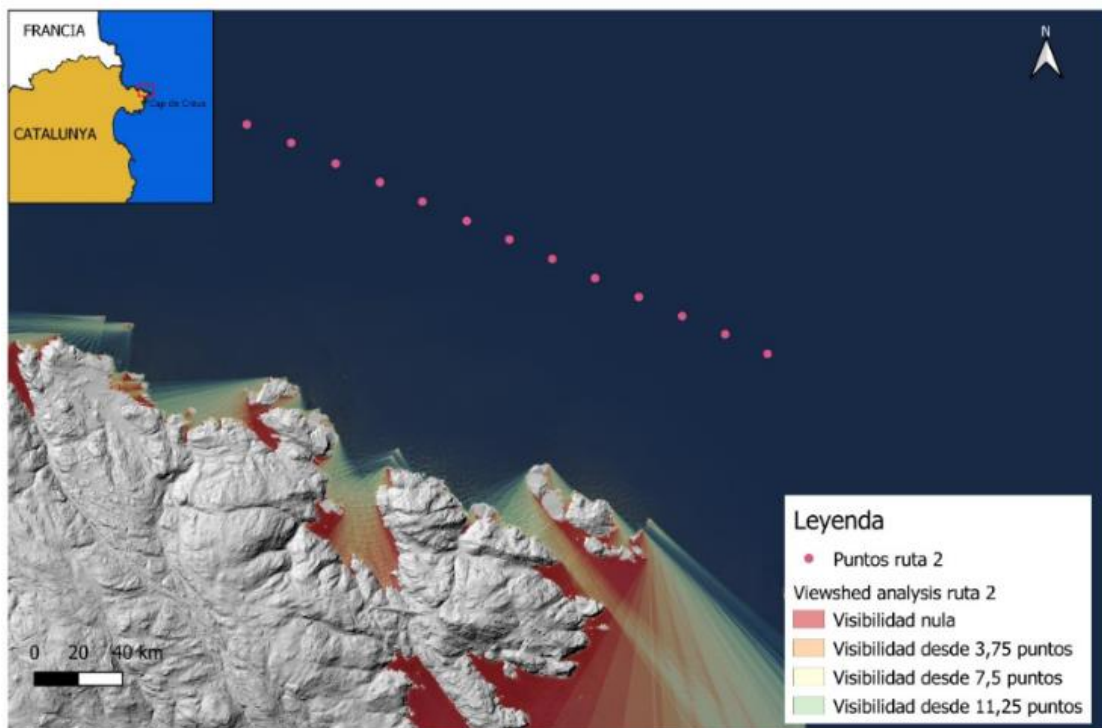 FRANCIA
Cap de Creus
CATALUNYA
N
Leyenda
Puntos ruta 2
Viewshed analysis ruta 2
Visibilidad nula
Visibilidad desde 3,75 puntos
Visibilidad desde 7,5 puntos
Visibilidad desde 11,25 puntos
0 20 40 km